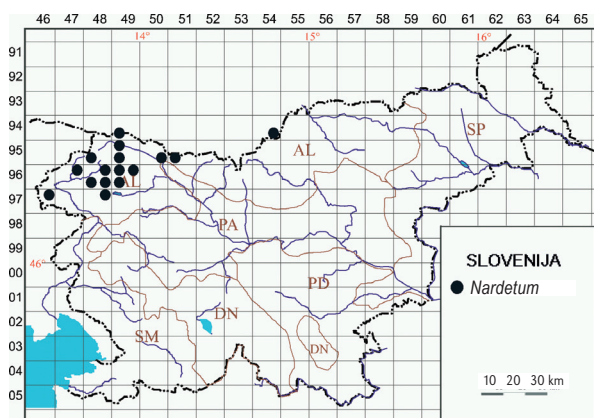 46 47 48 49 50 51 52 53 54 55 56 57 58 59 60 61 62 63 64 65
14° 15° 16°
91
92
93
94
SP
95
AL
96
AL
97
98
PA
99
46°
SLOVENIJA
00
PD
Nardetum
01
DN
02
SM
03
DN
04
10 20 30 km
05